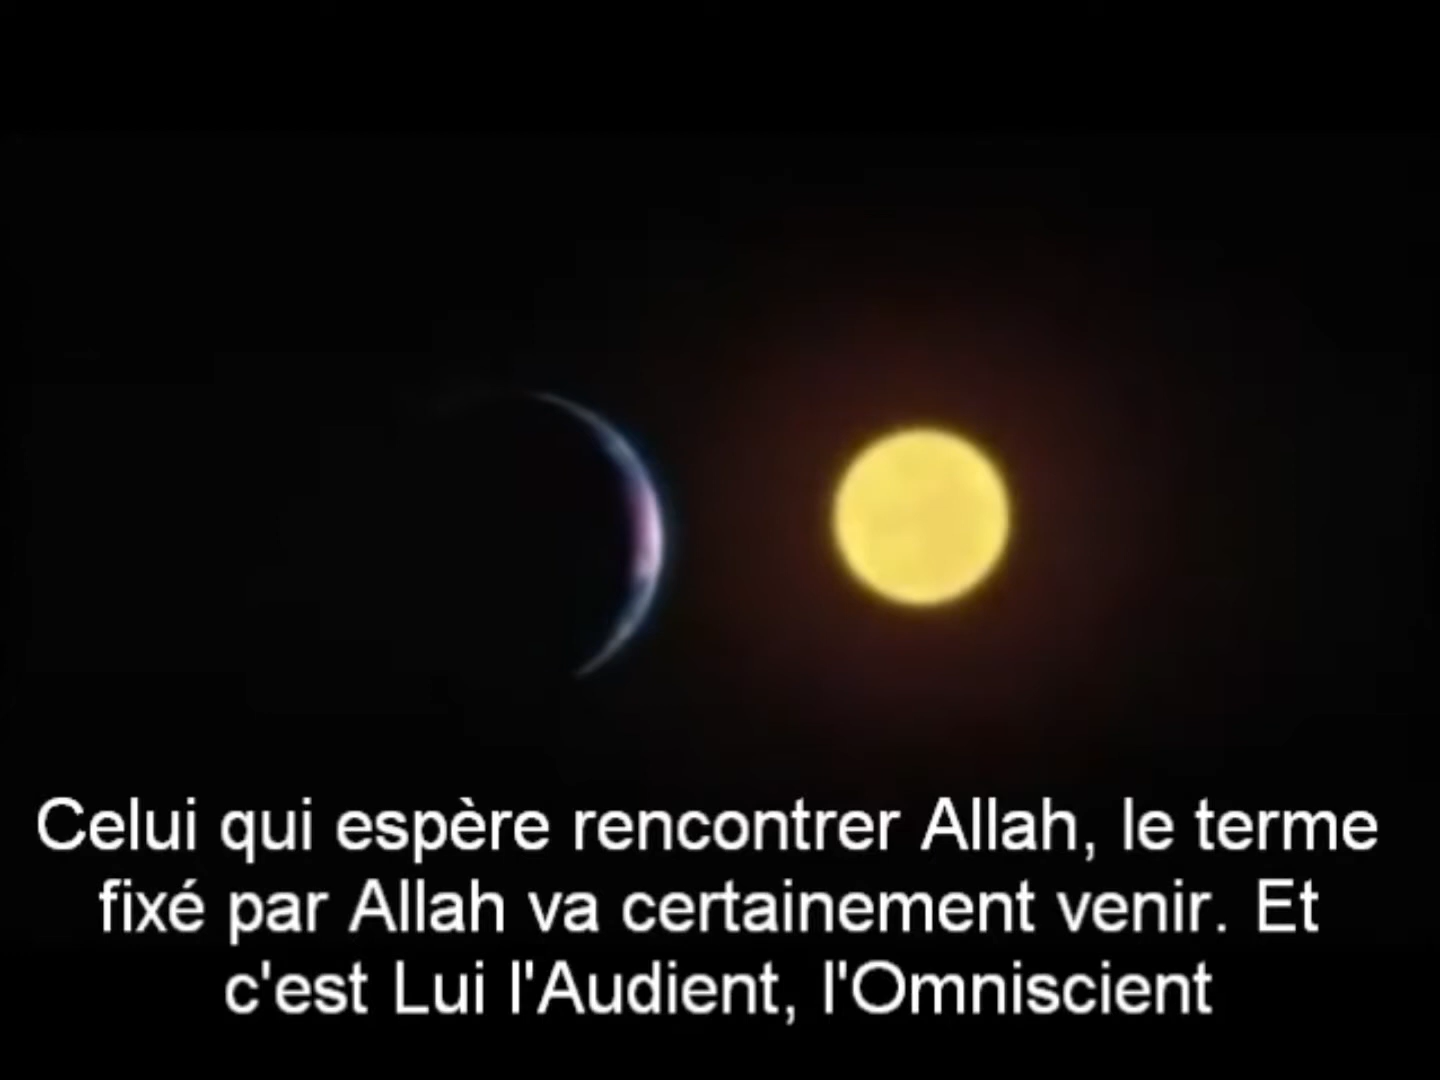 Celui qui espère rencontrer Allah, le terme
fixé par Allah va certainement venir. Et
c'est Lui l'Audient, l'Omniscient